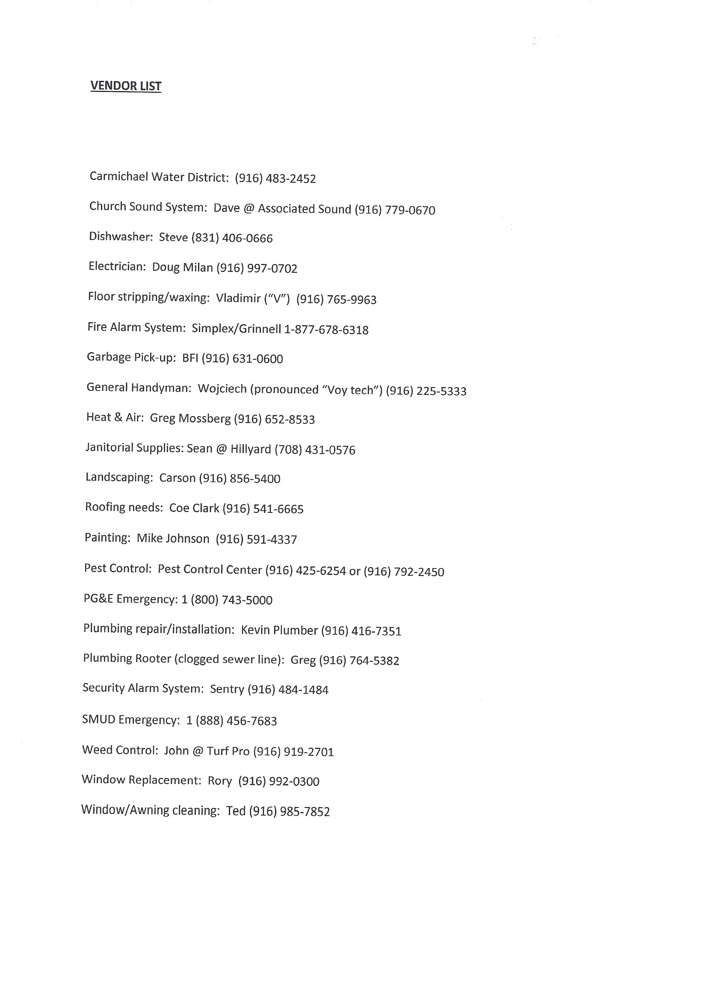 VENDOR LIST
Carmichael Water District:  (916) 483-2452
Church Sound System:  Dave @ Associated Sound (916) 779-0670
Dishwasher:  Steve (831) 406-0666
Electrician:  Doug Milan (916) 997-0702
Floor stripping/waxing:  Vladimir (“V”)  (916) 765-9963
Fire Alarm System:  Simplex/Grinnell 1-877-678-6318
Garbage Pick-up:  BFI (916) 631-0600
General Handyman:  Wojciech (pronounced “Voy tech”) (916) 225-5333
Heat & Air:  Greg Mossberg (916) 652-8533
Janitorial Supplies: Sean @ Hillyard (708) 431-0576
Landscaping:  Carson (916) 856-5400
Roofing needs:  Coe Clark (916) 541-6665
Painting:  Mike Johnson  (916) 591-4337
Pest Control:  Pest Control Center (916) 425-6254 or (916) 792-2450
PG&E Emergency: 1 (800) 743-5000
Plumbing repair/installation:  Kevin Plumber (916) 416-7351
Plumbing Rooter (clogged sewer line):  Greg (916) 764-5382
Security Alarm System:  Sentry (916) 484-1484
SMUD Emergency:  1 (888) 456-7683
Weed Control:  John @ Turf Pro (916) 919-2701
Window Replacement:  Rory  (916) 992-0300
Window/Awning cleaning:  Ted (916) 985-7852